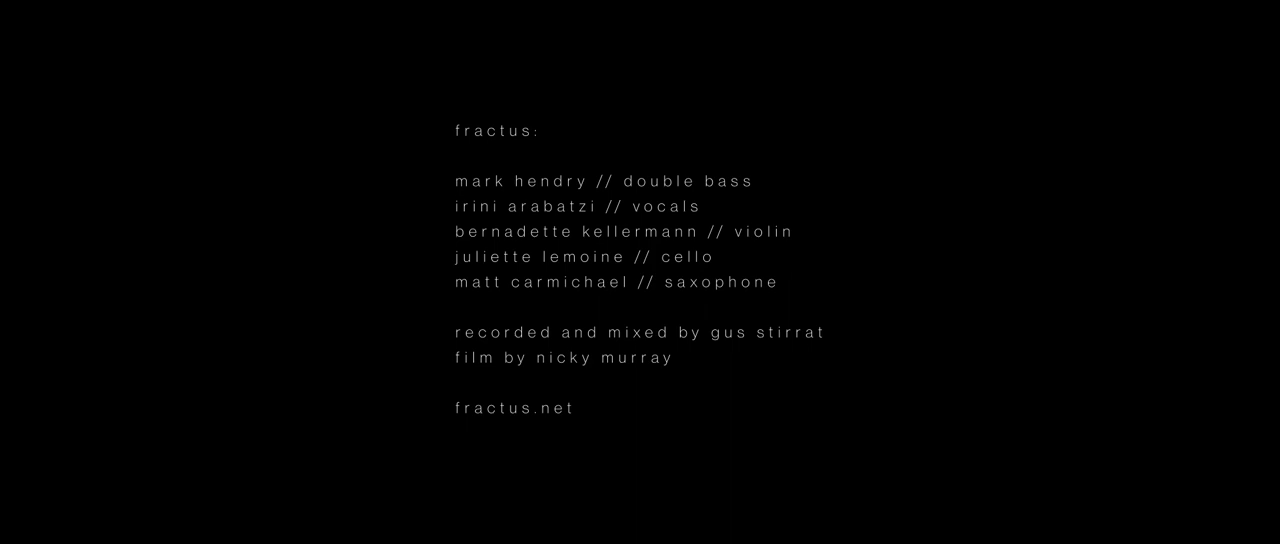 fractus:
mark hendry // double bass
irini arabatzi // vocals
bernadette kellermann // violin
juliette lemoine // cello
matt carmichael // saxophone
recorded and mixed by gus stirrat
film by nicky murray
fractus.net